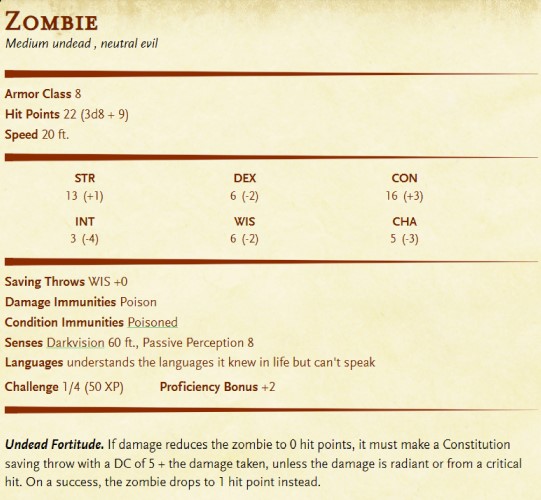 Zombie
Medium undead , neutral evil
Armor Class 8
Hit Points 22 (3d8 + 9)
Speed 20 ft.
STR DEX CON
13 (+1) 6 (-2) 16 (+3)
INT WIS CHA
3 (-4) 6 (-2) 5 (-3)
Saving Throws WIS +0
Damage Immunities Poison
Condition Immunities Poisoned
Senses Darkvision 60 ft., Passive Perception 8
Languages understands the languages it knew in life but can't speak
Challenge 1/4 (50 XP) Proficiency Bonus +2
Undead Fortitude. If damage reduces the zombie to 0 hit points, it must make a Constitution
saving throw with a DC of 5 + the damage taken, unless the damage is radiant or from a critical
hit. On a success, the zombie drops to 1 hit point instead.